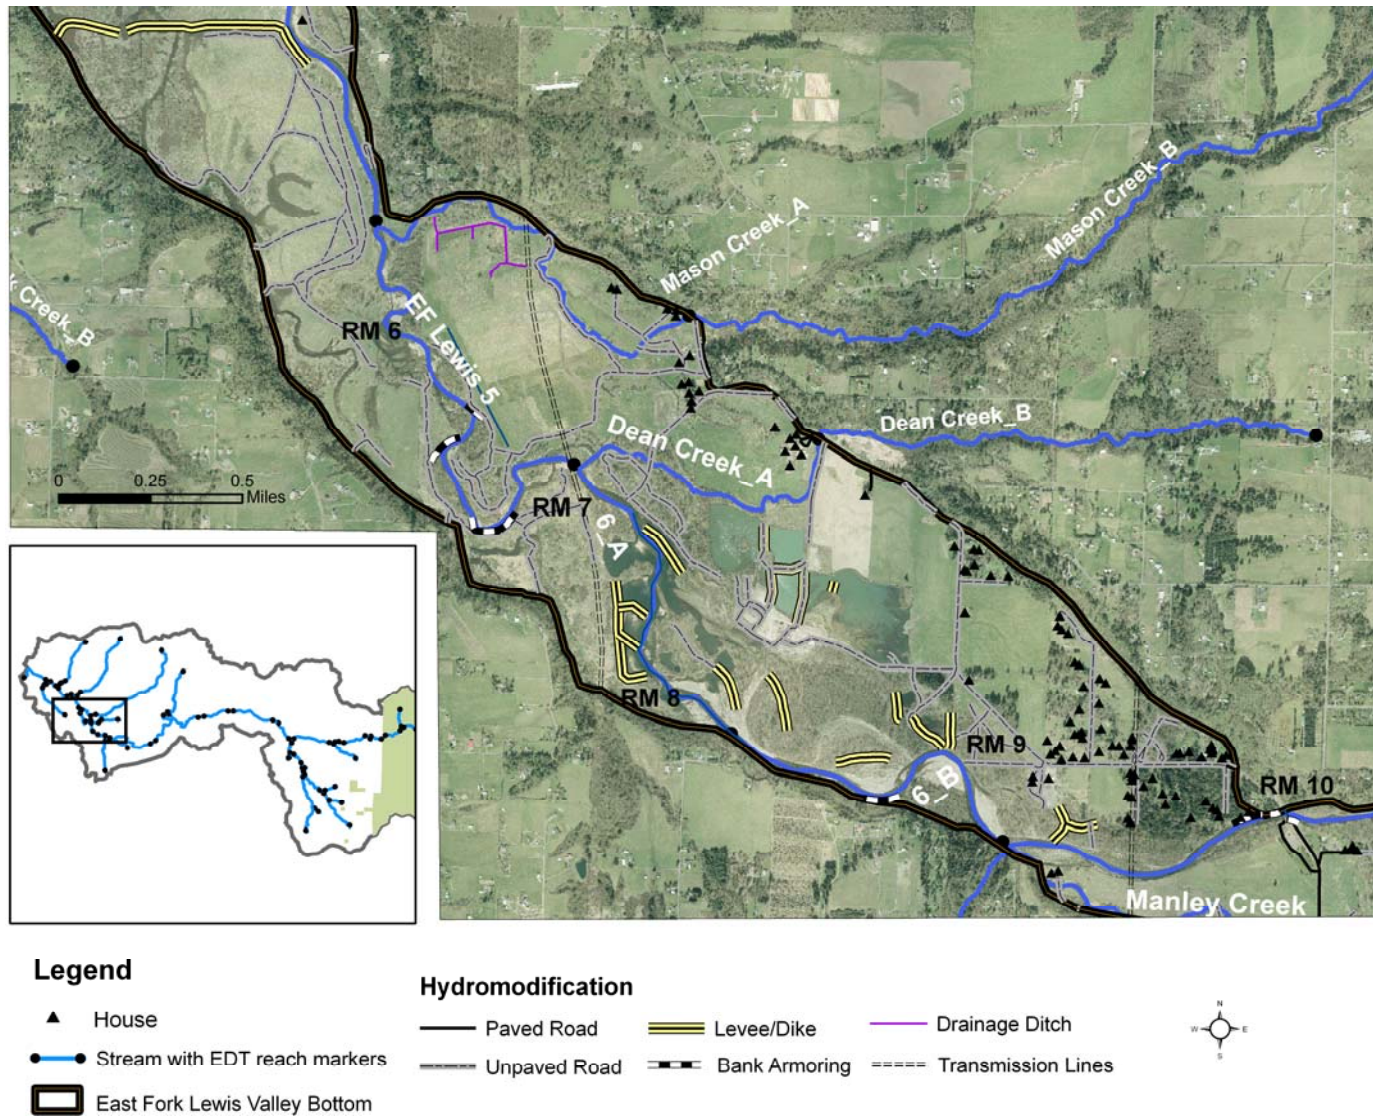 Mason Creek_A
Mason Creek_B
k Creek_B
RM 6
EF Lewis 5
Dean Creek_B
Dean Creek_A
0 0.25 0.5
Miles
RM 7
6_A
RM 8
RM 9
6_B
RM 10
Manley Creek
Legend
House
Stream with EDT reach markers
East Fork Lewis Valley Bottom
Hydromodification
Paved Road
Levee/Dike
Drainage Ditch
Unpaved Road
Bank Armoring
Transmission Lines
N
W E
S